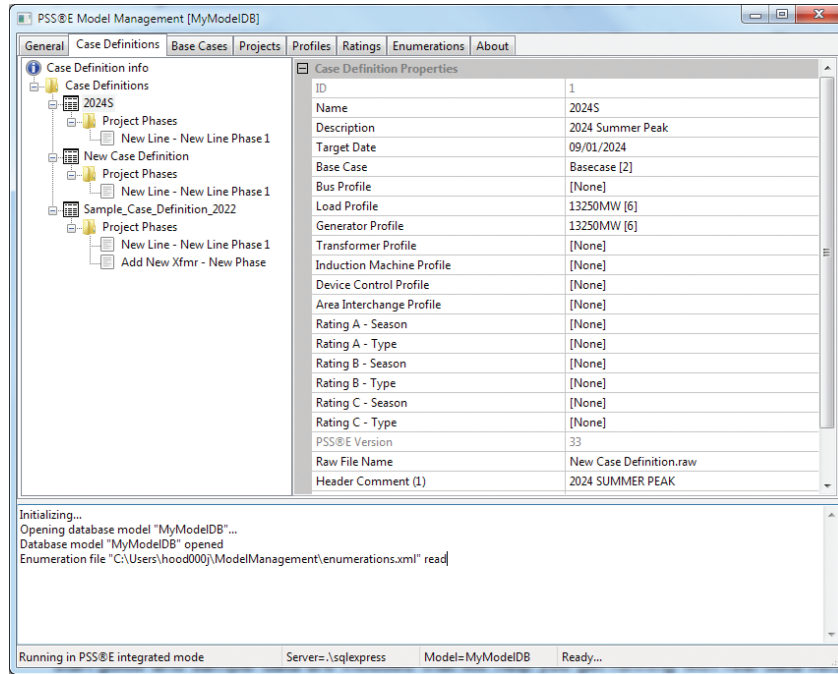 PSS®E Model Management [MyModelDB]
General Case Definitions Base Cases Projects Profiles Ratings Enumerations About
Case Definition info
Case Definitions
2024S
Project Phases
New Line - New Line Phase 1
New Case Definition
Project Phases
New Line - New Line Phase 1
Sample_Case_Definition_2022
Project Phases
New Line - New Line Phase 1
Add New Xfmr - New Phase
Case Definition Properties
ID 1
Name 2024S
Description 2024 Summer Peak
Target Date 09/01/2024
Base Case Basecase [2]
Bus Profile [None]
Load Profile 13250MW [6]
Generator Profile 13250MW [6]
Transformer Profile [None]
Induction Machine Profile [None]
Device Control Profile [None]
Area Interchange Profile [None]
Rating A - Season [None]
Rating A - Type [None]
Rating B - Season [None]
Rating B - Type [None]
Rating C - Season [None]
Rating C - Type [None]
PSS®E Version 33
Raw File Name New Case Definition.raw
Header Comment (1) 2024 SUMMER PEAK
Initializing...
Opening database model "MyModelDB"...
Database model "MyModelDB" opened
Enumeration file "C:\Users\hood000j\ModelManagement\enumerations.xml" read
Running in PSS®E integrated mode Server=.\sqlexpress Model=MyModelDB Ready...